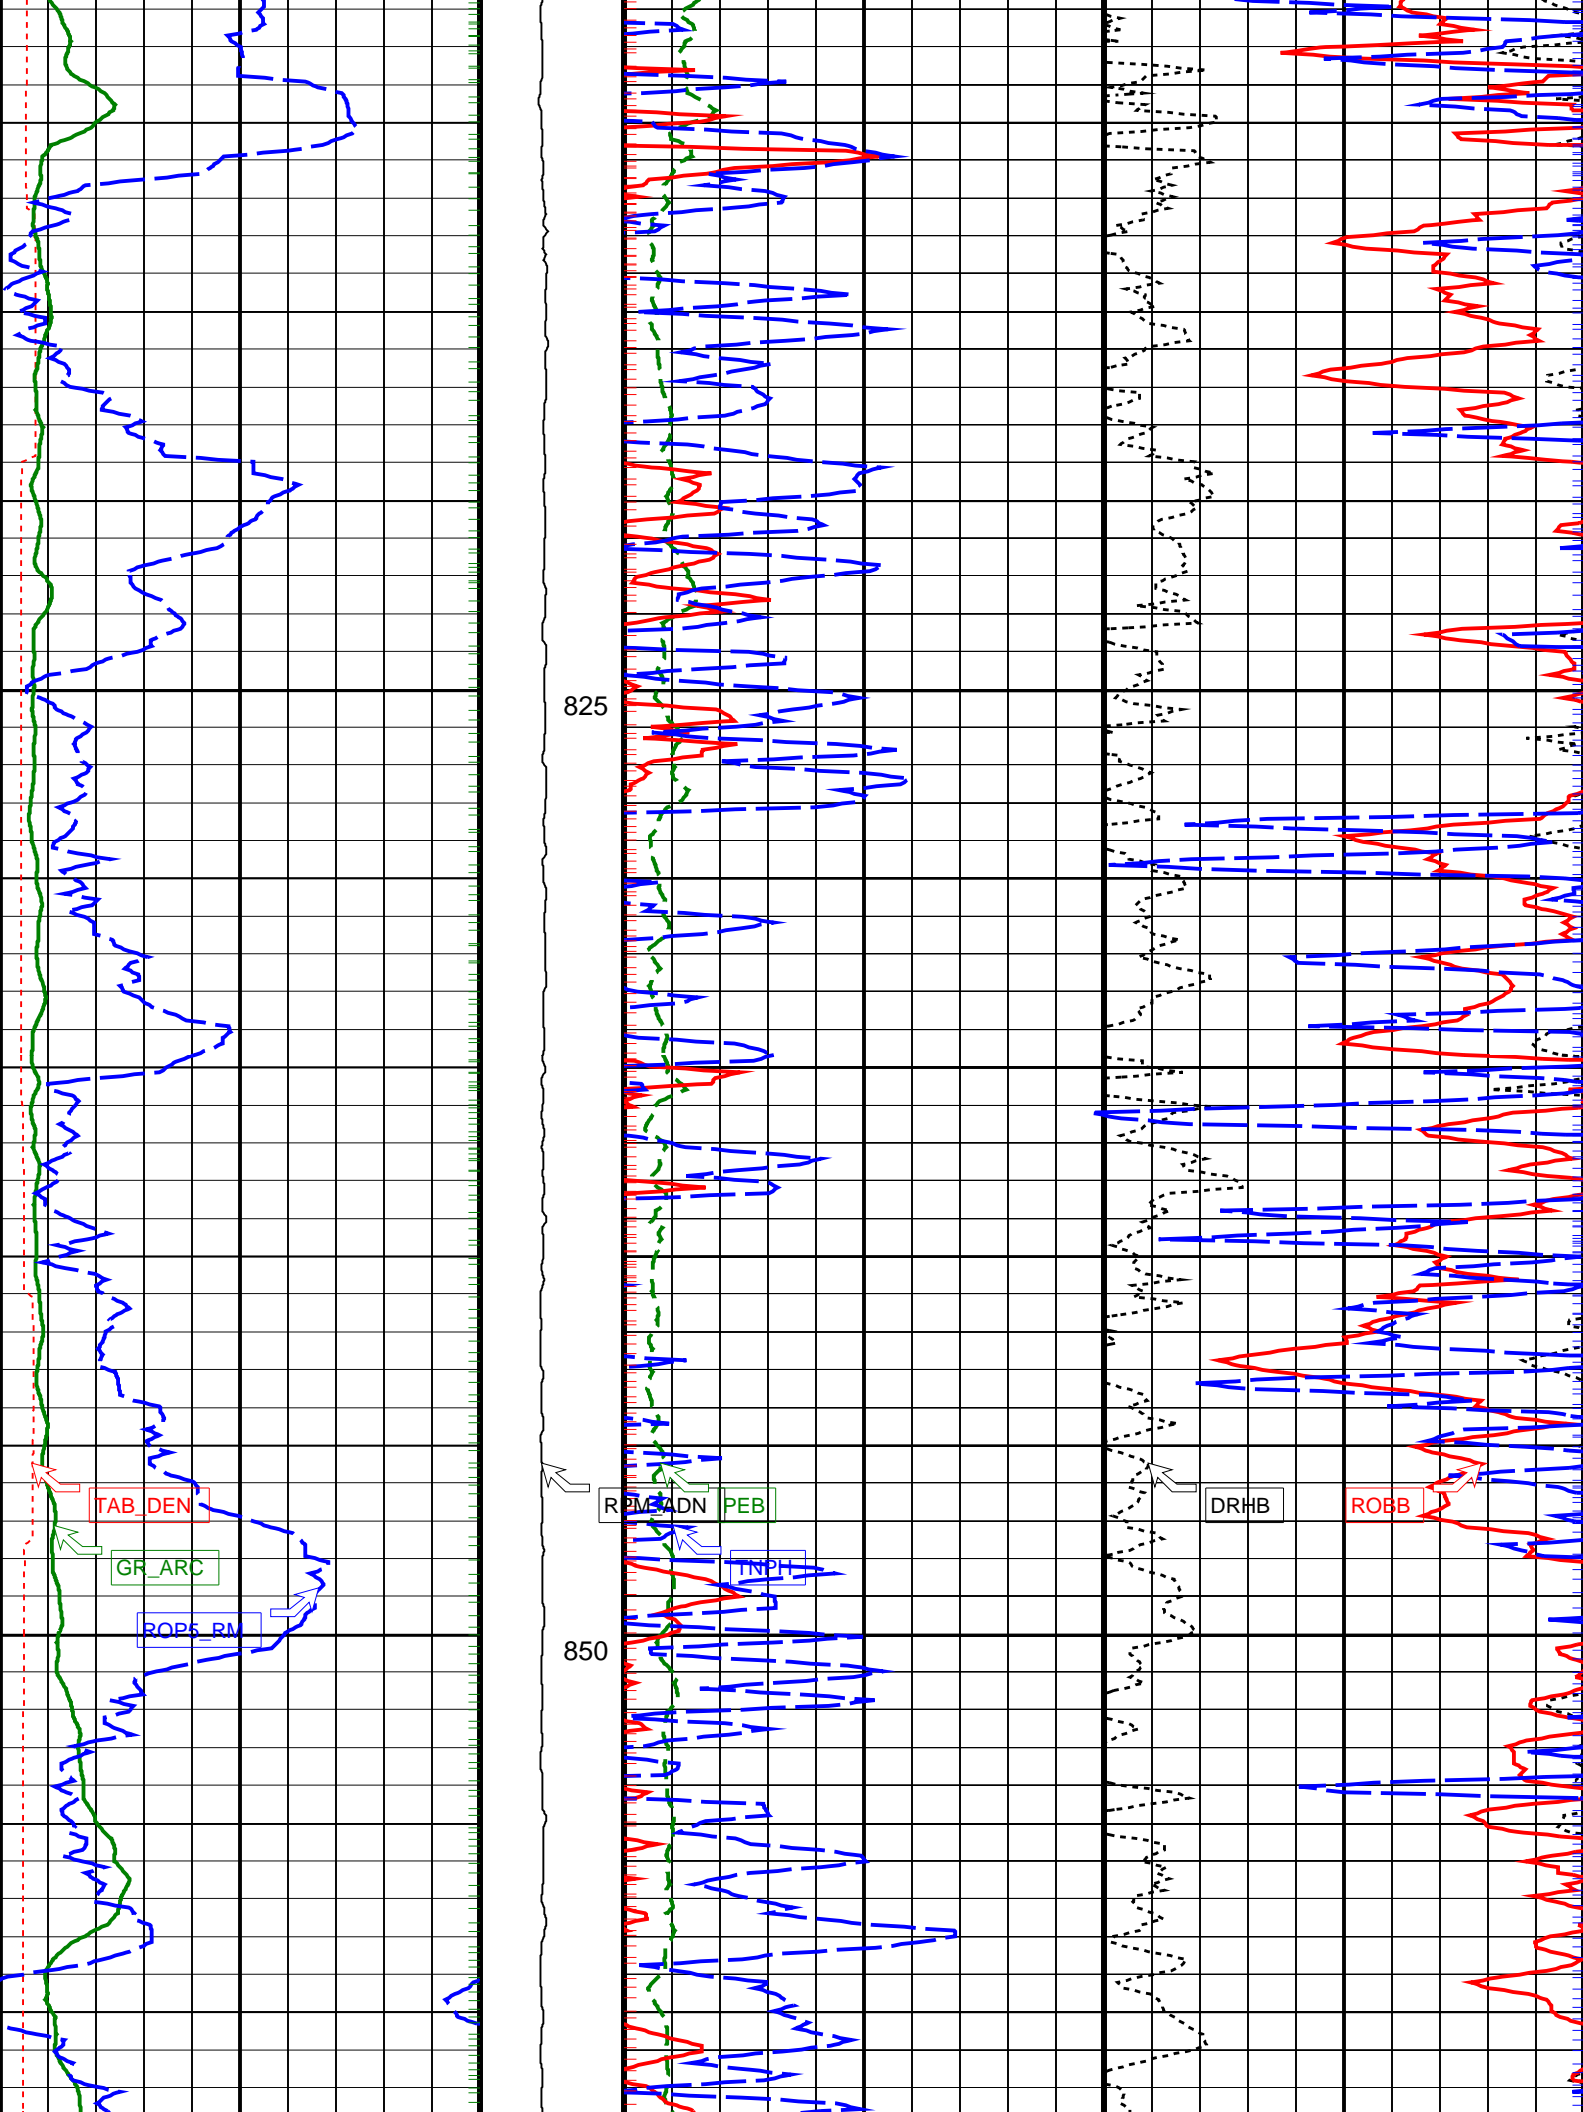 825
TAB_DEN
RPM_ADN
PEB
DRHB
ROBB
GR_ARC
TNPH
ROP5_RM
850